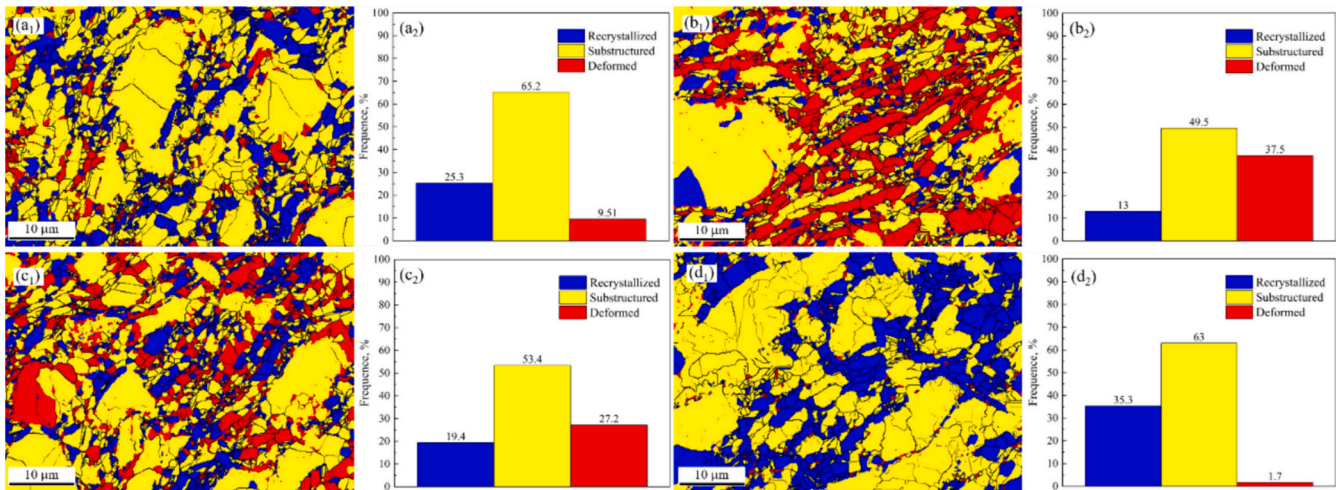 (a1)
10 μm
(a2)
100
90
80
70
60
50
40
30
20
10
0
Frequence, %
Recrystallized
Substructured
Deformed
25.3
65.2
9.51
(b1)
10 μm
(b2)
100
90
80
70
60
50
40
30
20
10
0
Frequence, %
Recrystallized
Substructured
Deformed
13
49.5
37.5
(c1)
10 μm
(c2)
100
90
80
70
60
50
40
30
20
10
0
Frequence, %
Recrystallized
Substructured
Deformed
19.4
53.4
27.2
(d1)
10 μm
(d2)
100
90
80
70
60
50
40
30
20
10
0
Frequence, %
Recrystallized
Substructured
Deformed
35.3
63
1.7